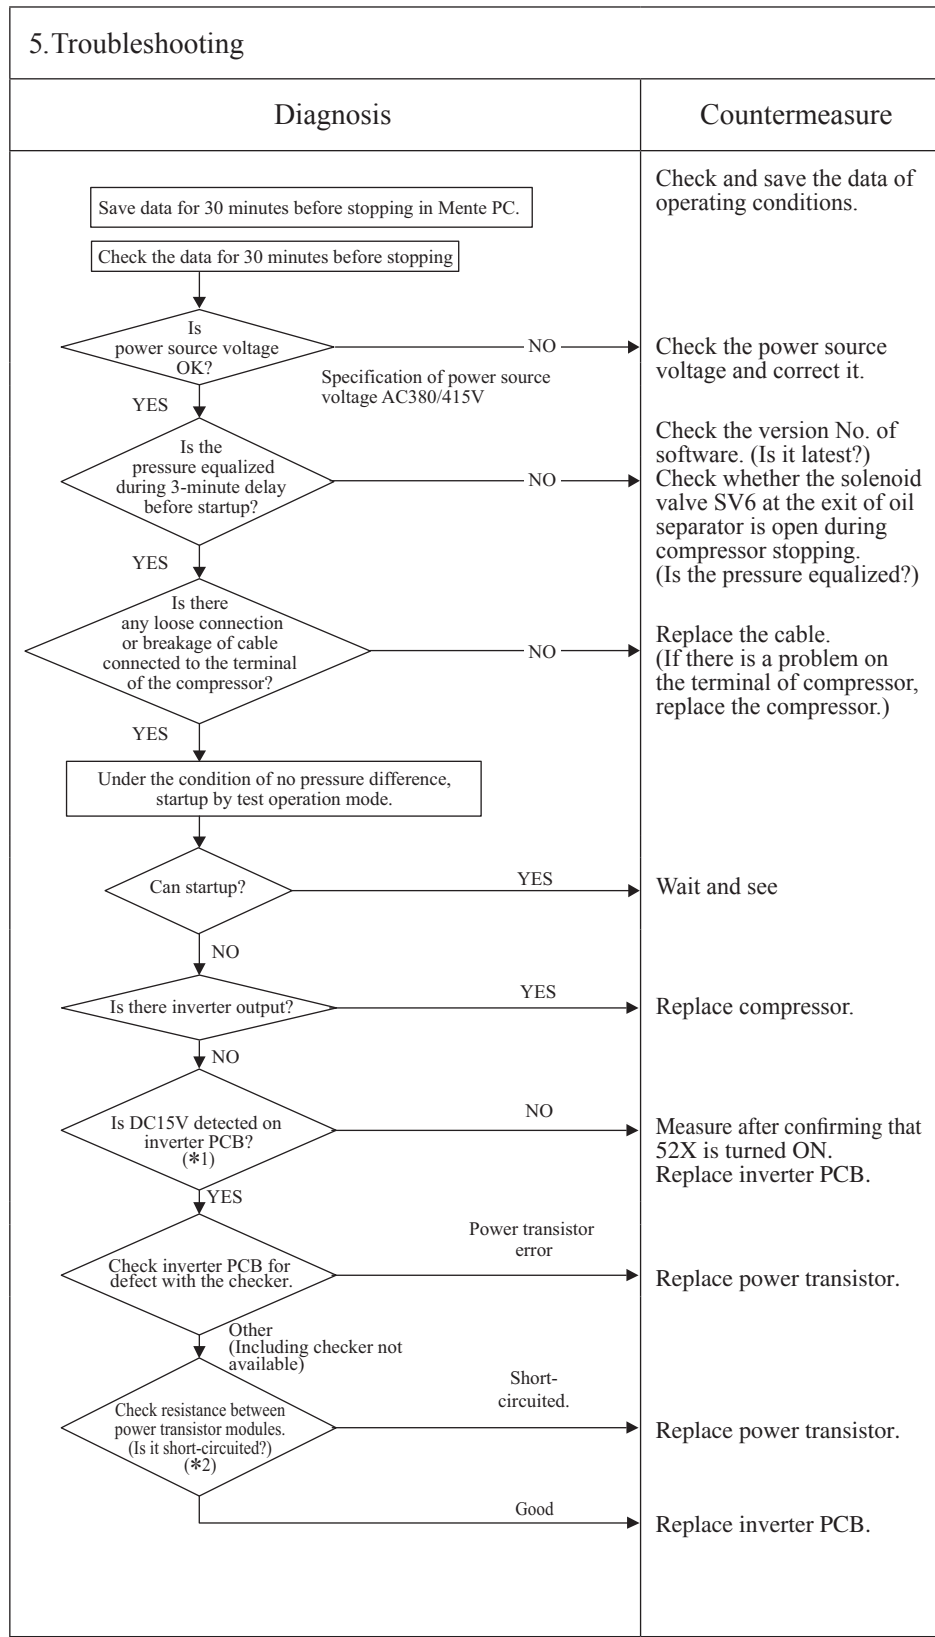 5.Troubleshooting
Diagnosis
Countermeasure
Save data for 30 minutes before stopping in Mente PC.
Check and save the data of
operating conditions.
Check the data for 30 minutes before stopping
Is
power source voltage
OK?
NO
Specification of power source
voltage AC380/415V
Check the power source
voltage and correct it.
YES
Is the
pressure equalized
during 3-minute delay
before startup?
NO
Check the version No. of
software. (Is it latest?)
Check whether the solenoid
valve SV6 at the exit of oil
separator is open during
compressor stopping.
(Is the pressure equalized?)
YES
Is there
any loose connection
or breakage of cable
connected to the terminal
of the compressor?
NO
Replace the cable.
(If there is a problem on
the terminal of compressor,
replace the compressor.)
YES
Under the condition of no pressure difference,
startup by test operation mode.
Can startup?
YES
Wait and see
NO
Is there inverter output?
YES
Replace compressor.
NO
Is DC15V detected on
inverter PCB?
(*1)
NO
Measure after confirming that
52X is turned ON.
Replace inverter PCB.
YES
Check inverter PCB for
defect with the checker.
Power transistor
error
Replace power transistor.
Other
(Including checker not
available)
Check resistance between
power transistor modules.
(Is it short-circuited?)
(*2)
Short-
circuited.
Replace power transistor.
Good
Replace inverter PCB.